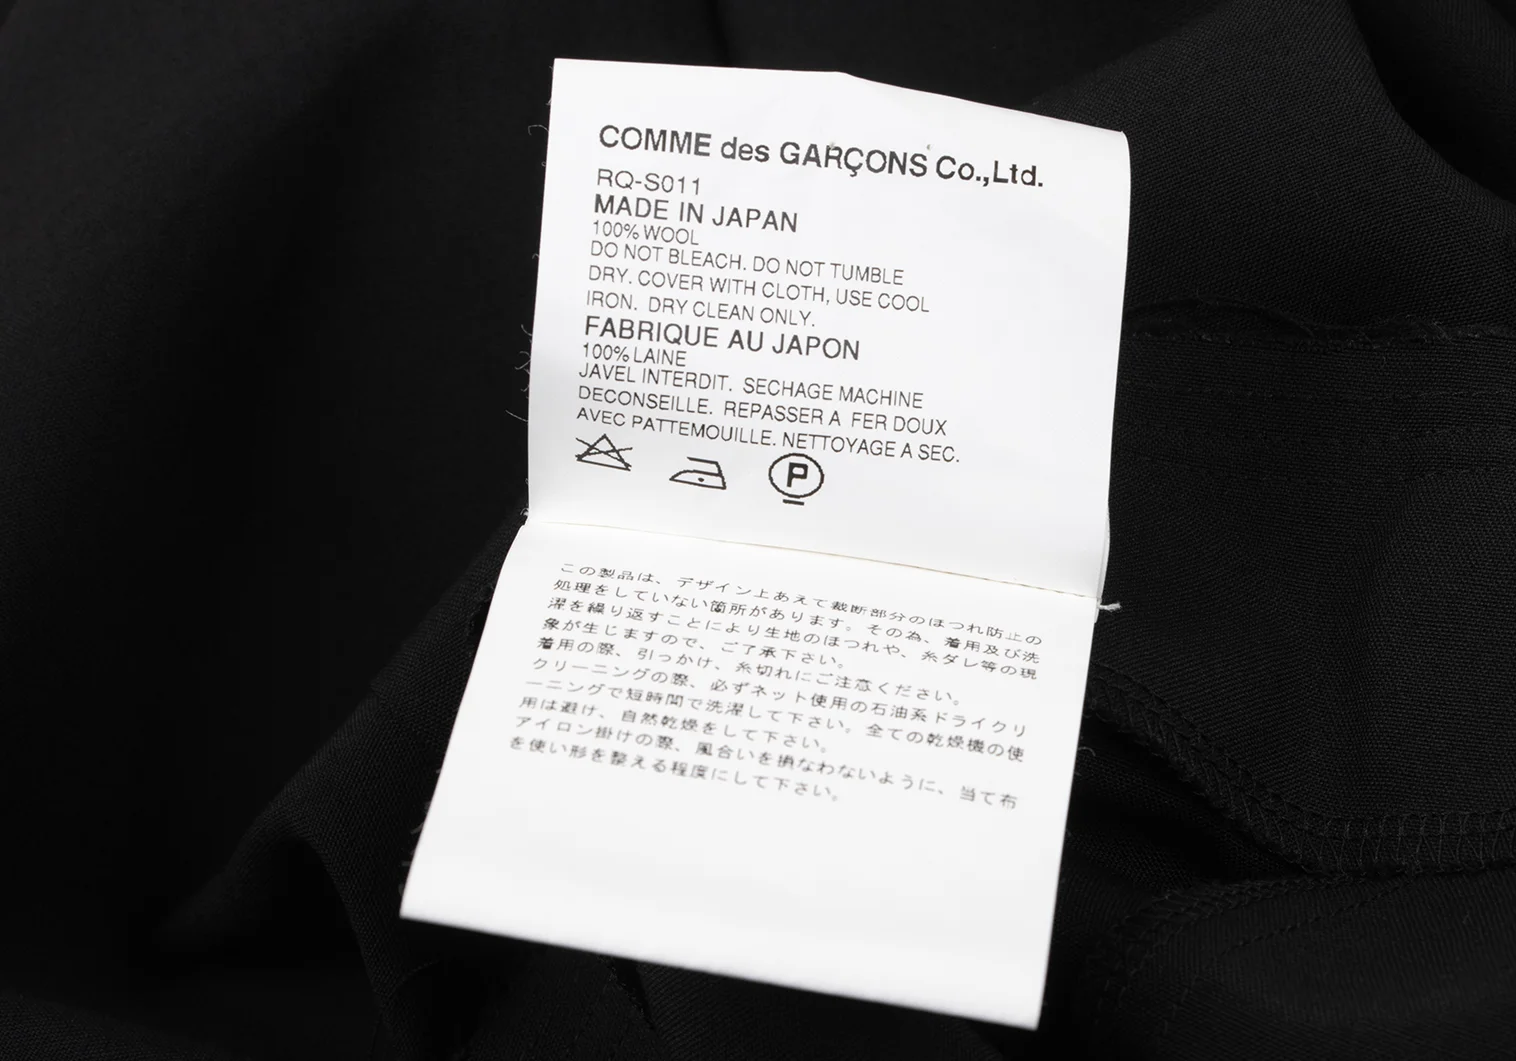 COMME des GARÇONS Co.,Ltd.
RQ-S011
MADE IN JAPAN
100% WOOL
DO NOT BLEACH. DO NOT TUMBLE
DRY. COVER WITH CLOTH, USE COOL
IRON. DRY CLEAN ONLY.
FABRIQUE AU JAPON
100% LAINE
JAVEL INTERDIT. SECHAGE MACHINE
DECONSEILLE. REPASSER A FER DOUX
AVEC PATTEMOUILLE. NETTOYAGE A SEC.
P
この製品は、デザイン上あえて裁断部分のほつれ防止の
処理をしていない箇所があります。その為、着用及び洗
濯を繰り返すことにより生地のほつれや、糸ダレ等の現
象が生じますので、ご了承下さい。
着用の際、引っかけ、糸切れにご注意ください。
クリーニングの際、必ずネット使用の石油系ドライクリ
ーニングで短時間で洗濯して下さい。全ての乾燥機の使
用は避け、自然乾燥をして下さい。
アイロン掛けの際、風合いを損なわないように、当て布
を使い形を整える程度にして下さい。